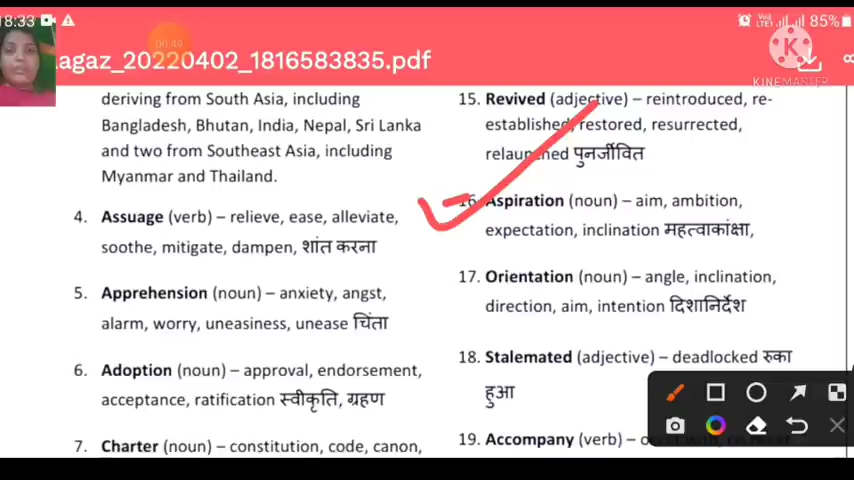 18:33
85%
00:49
agaz_20220402_1816583835.pdf
K
KINEMASTER
deriving from South Asia, including
Bangladesh, Bhutan, India, Nepal, Sri Lanka
and two from Southeast Asia, including
Myanmar and Thailand.
4. Assuage (verb) – relieve, ease, alleviate,
soothe, mitigate, dampen, शांत करना
5. Apprehension (noun) – anxiety, angst,
alarm, worry, uneasiness, unease चिंता
6. Adoption (noun) – approval, endorsement,
acceptance, ratification स्वीकृति, ग्रहण
7. Charter (noun) – constitution, code, canon,
15. Revived (adjective) – reintroduced, re-
established, restored, resurrected,
relaunched पुनर्जीवित
16. Aspiration (noun) – aim, ambition,
expectation, inclination महत्वाकांक्षा,
17. Orientation (noun) – angle, inclination,
direction, aim, intention दिशानिर्देश
18. Stalemated (adjective) – deadlocked रुका
हुआ
19. Accompany (verb) –